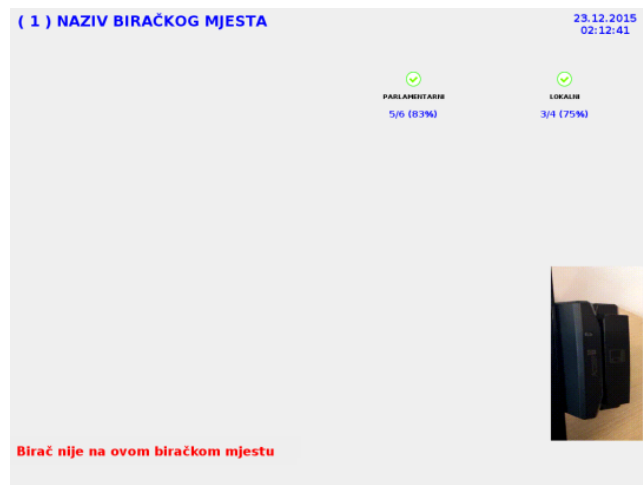 ( 1 ) NAZIV BIRAČKOG MJESTA
23.12.2015
02:12:41
PARLAMENTARNI
LOKALNI
5/6 (83%)
3/4 (75%)
Birač nije na ovom biračkom mjestu